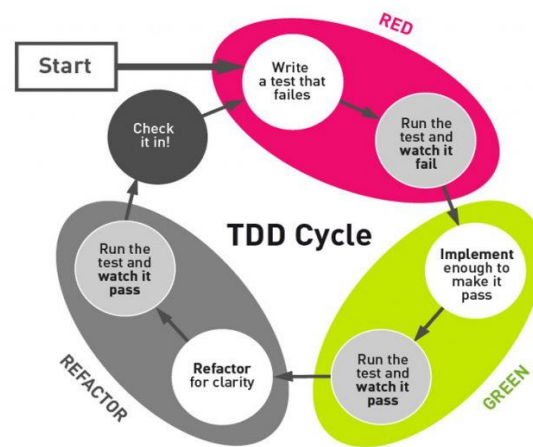 RED
Start
Write
a test that
failes
Run the
test and
watch it
fail
Check
it in!
TDD Cycle
Implement
enough to
make it
pass
Run the
test and
watch it
pass
GREEN
Refactor
for clarity
Run the
test and
watch it
pass
REFACTOR